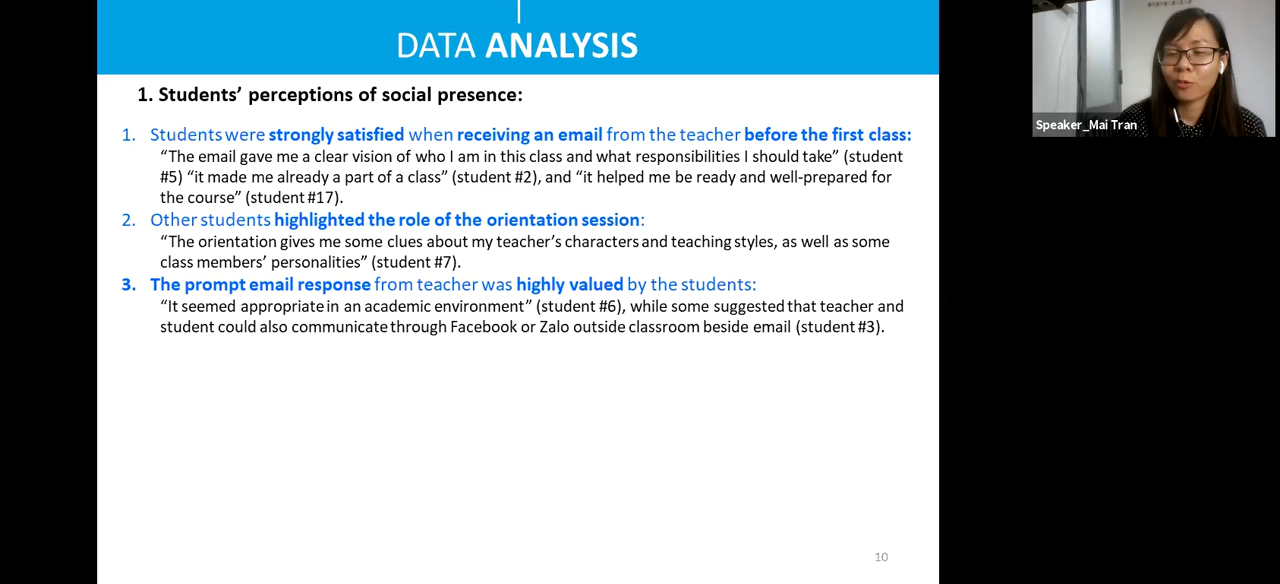 DATA ANALYSIS
1. Students’ perceptions of social presence:
1. Students were strongly satisfied when receiving an email from the teacher before the first class:
“The email gave me a clear vision of who I am in this class and what responsibilities I should take” (student
#5) “it made me already a part of a class” (student #2), and “it helped me be ready and well-prepared for
the course” (student #17).
2. Other students highlighted the role of the orientation session:
“The orientation gives me some clues about my teacher’s characters and teaching styles, as well as some
class members’ personalities” (student #7).
3. The prompt email response from teacher was highly valued by the students:
“It seemed appropriate in an academic environment” (student #6), while some suggested that teacher and
student could also communicate through Facebook or Zalo outside classroom beside email (student #3).
10
Speaker_Mai Tran